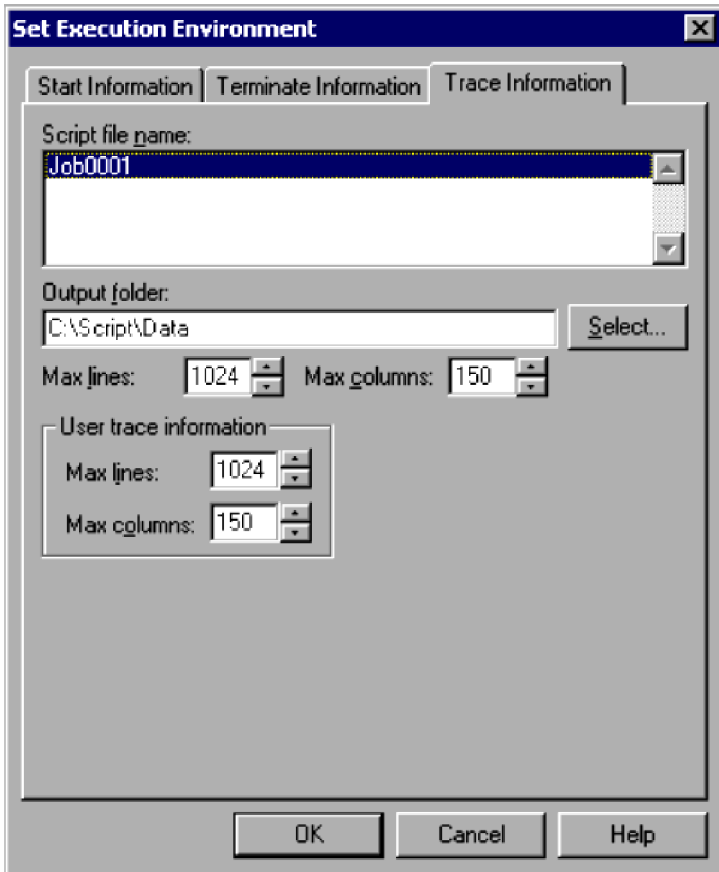 Set Execution Environment
Start Information Terminate Information Trace Information
Script file name:
Job0001
Output folder:
C:\Script\Data Select...
Max lines: 1024 Max columns: 150
User trace information
Max lines: 1024
Max columns: 150
OK Cancel Help